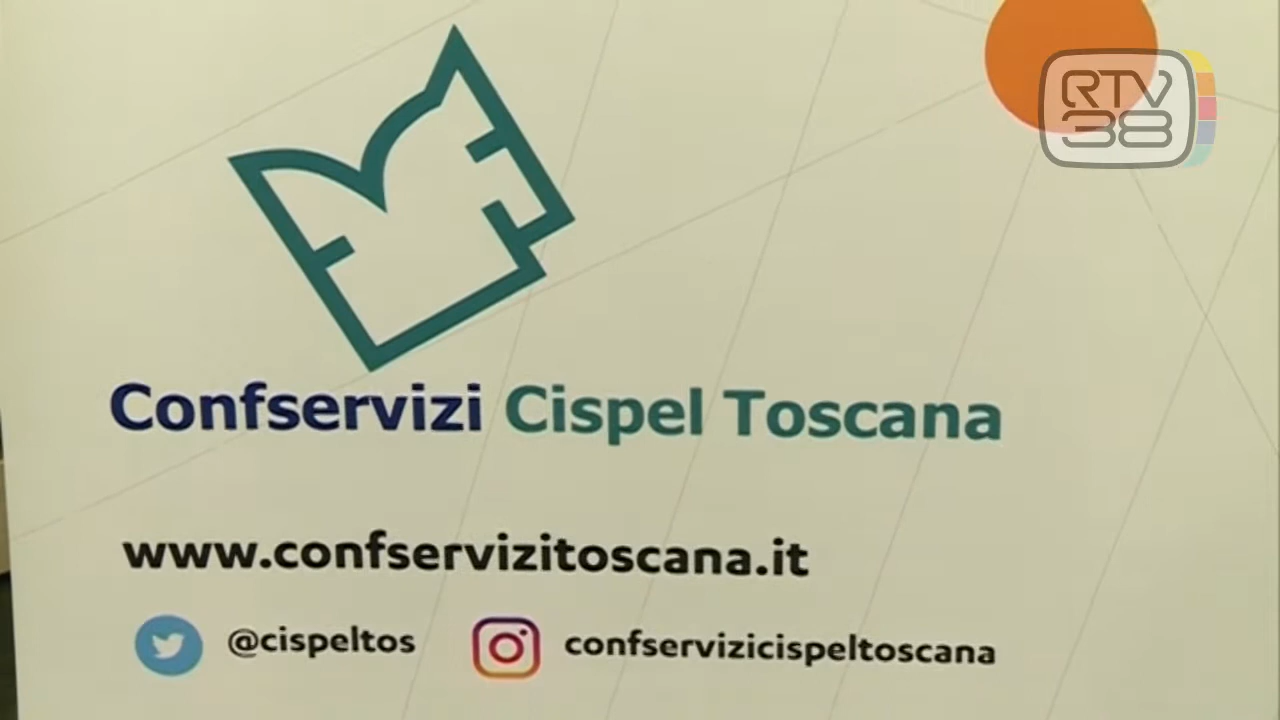 RTV
38
Confservizi Cispel Toscana
www.confservizitoscana.it
@cispeltos
confservizicispeltoscana